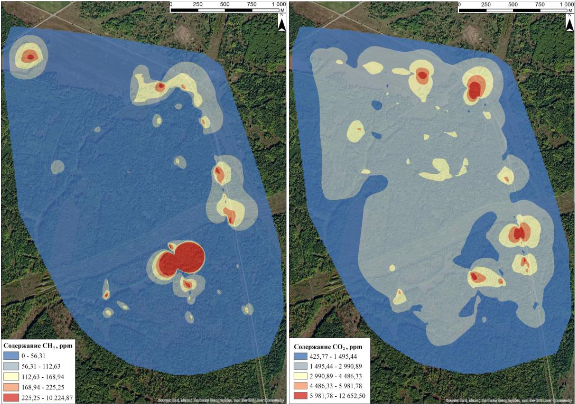 0 250 500 750 1 000
0 250 500 750 1 000
Содержание CH₄, ppm
0 - 56,31
56,31 - 112,63
112,63 - 168,94
168,94 - 225,25
225,25 - 10 224,87
Содержание CO₂, ppm
425,77 - 1 495,44
1 495,44 - 2 990,89
2 990,89 - 4 486,73
4 486,33 - 5 981,78
5 981,78 - 12 652,50